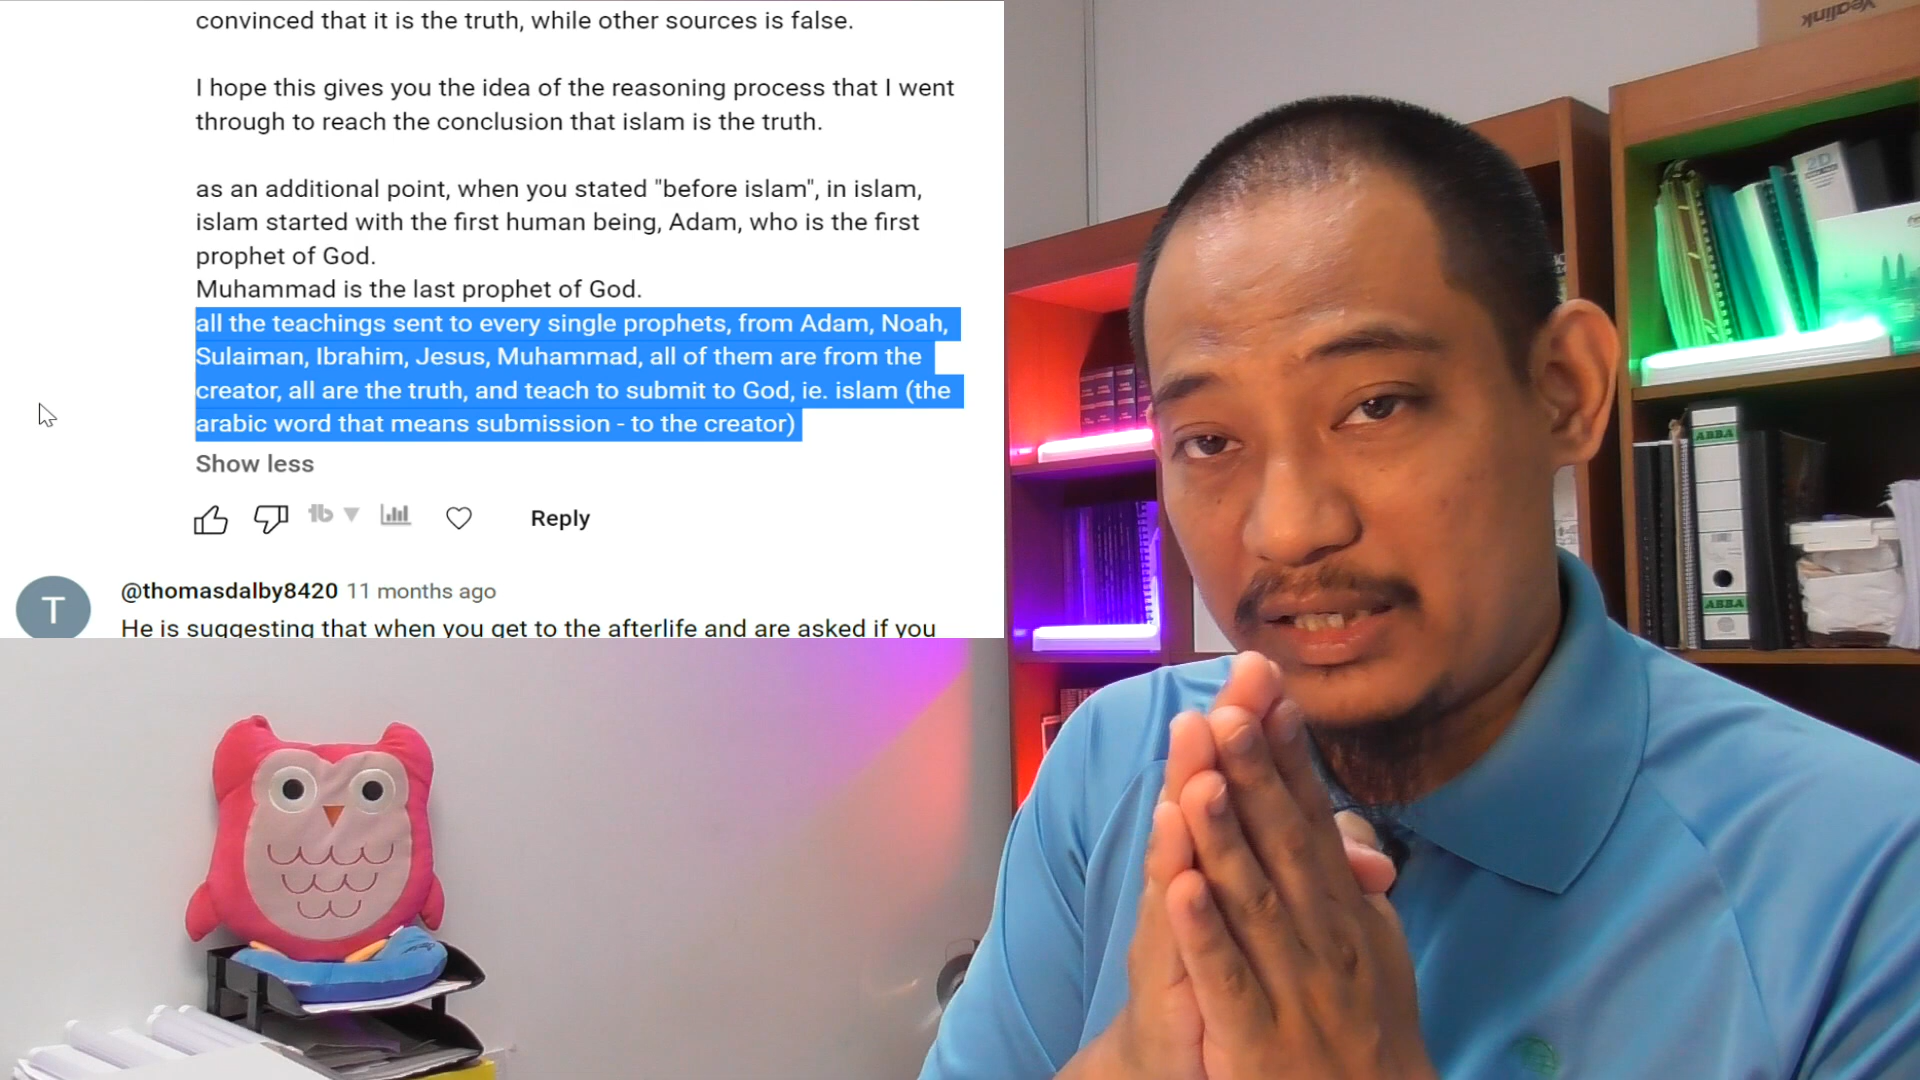 convinced that it is the truth, while other sources is false.
I hope this gives you the idea of the reasoning process that I went
through to reach the conclusion that islam is the truth.
as an additional point, when you stated "before islam", in islam,
islam started with the first human being, Adam, who is the first
prophet of God.
Muhammad is the last prophet of God.
all the teachings sent to every single prophets, from Adam, Noah,
Sulaiman, Ibrahim, Jesus, Muhammad, all of them are from the
creator, all are the truth, and teach to submit to God, ie. islam (the
arabic word that means submission - to the creator)
Show less
Reply
T
@thomasdalby8420 11 months ago
He is suggesting that when you get to the afterlife and are asked if you
Yealink
2D
ABBA
ABBA